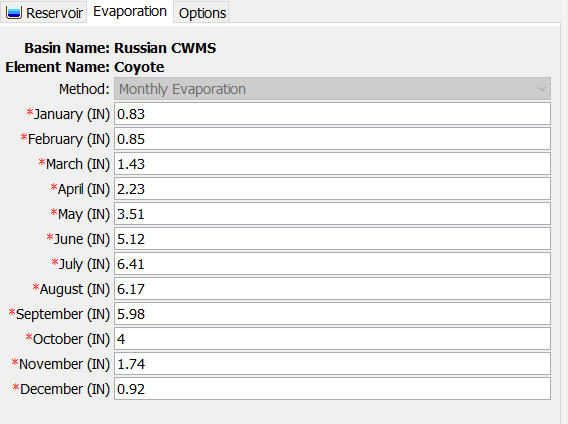 Reservoir Evaporation Options
Basin Name: Russian CWMS
Element Name: Coyote
Method: Monthly Evaporation
*January (IN) 0.83
*February (IN) 0.85
*March (IN) 1.43
*April (IN) 2.23
*May (IN) 3.51
*June (IN) 5.12
*July (IN) 6.41
*August (IN) 6.17
*September (IN) 5.98
*October (IN) 4
*November (IN) 1.74
*December (IN) 0.92